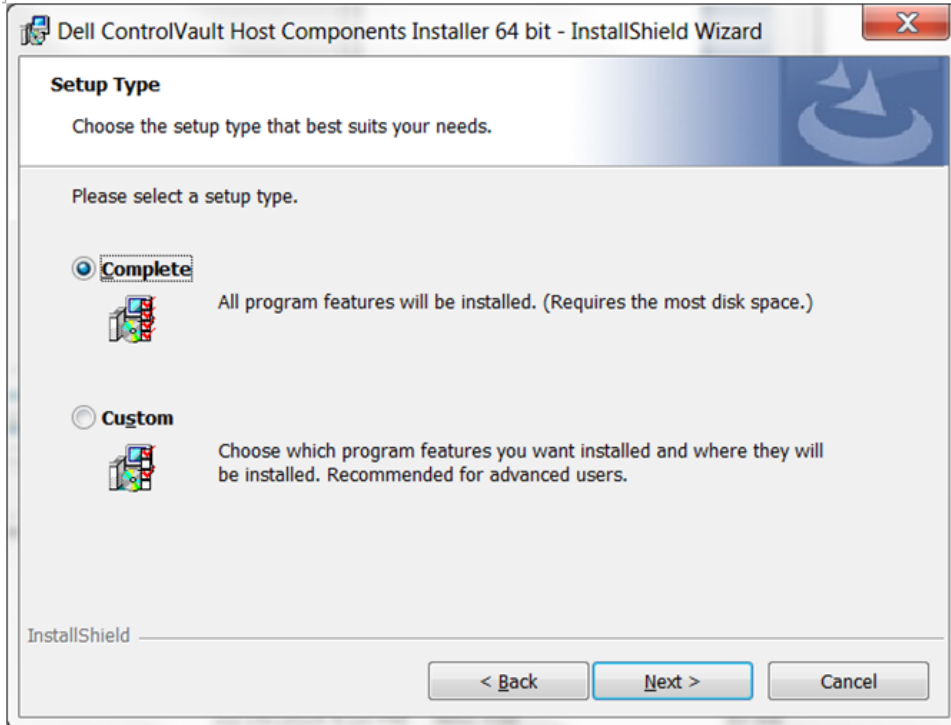 Dell ControlVault Host Components Installer 64 bit - InstallShield Wizard
Setup Type
Choose the setup type that best suits your needs.
Please select a setup type.
Complete
All program features will be installed. (Requires the most disk space.)
Custom
Choose which program features you want installed and where they will
be installed. Recommended for advanced users.
InstallShield
< Back
Next >
Cancel